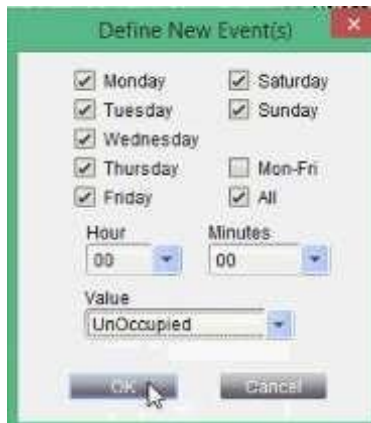 Define New Event(s)
Monday Saturday
Tuesday Sunday
Wednesday
Thursday Mon-Fri
Friday All
Hour Minutes
00 00
Value
UnOccupied
OK Cancel